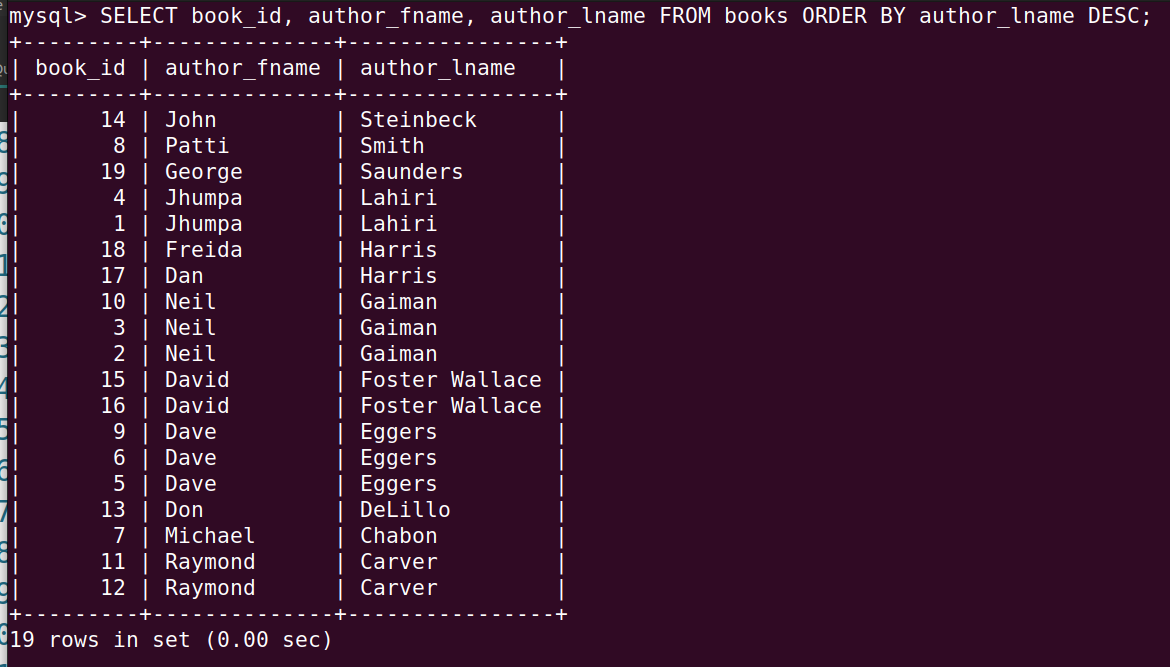 mysql> SELECT book_id, author_fname, author_lname FROM books ORDER BY author_lname DESC;
+---------+--------------+----------------+
| book_id | author_fname | author_lname   |
+---------+--------------+----------------+
|      14 | John         | Steinbeck      |
|       8 | Patti        | Smith          |
|      19 | George       | Saunders       |
|       4 | Jhumpa       | Lahiri         |
|       1 | Jhumpa       | Lahiri         |
|      18 | Freida       | Harris         |
|      17 | Dan          | Harris         |
|      10 | Neil         | Gaiman         |
|       3 | Neil         | Gaiman         |
|       2 | Neil         | Gaiman         |
|      15 | David        | Foster Wallace |
|      16 | David        | Foster Wallace |
|       9 | Dave         | Eggers         |
|       6 | Dave         | Eggers         |
|       5 | Dave         | Eggers         |
|      13 | Don          | DeLillo        |
|       7 | Michael      | Chabon         |
|      11 | Raymond      | Carver         |
|      12 | Raymond      | Carver         |
+---------+--------------+----------------+
19 rows in set (0.00 sec)